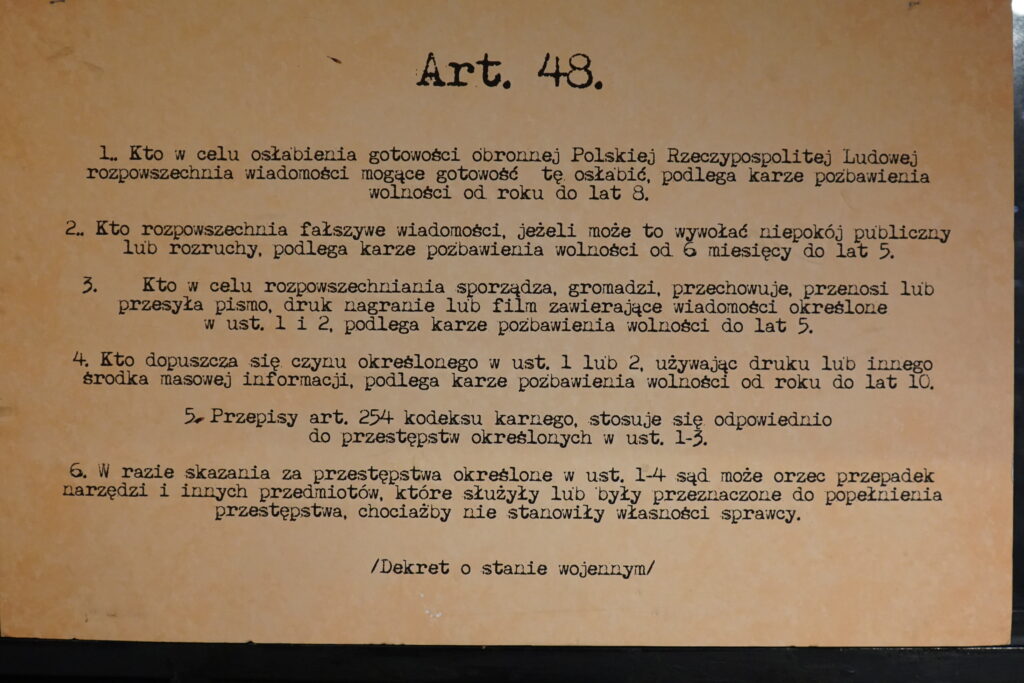 Art. 48.
1.. Kto w celu osłabienia gotowości obronnej Polskiej Rzeczypospolitej Ludowej
rozpowszechnia wiadomości mogące gotowość tę osłabić, podlega karze pozbawienia
wolności od roku do lat 8.
2.. Kto rozpowszechnia fałszywe wiadomości, jeżeli może to wywołać niepokój publiczny
lub rozruchy, podlega karze pozbawienia wolności od 6 miesięcy do lat 5.
3. Kto w celu rozpowszechniania sporządza, gromadzi, przechowuje, przenosi lub
przesyła pismo, druk nagranie lub film zawierające wiadomości określone
w ust. 1 i 2, podlega karze pozbawienia wolności do lat 5.
4. Kto dopuszcza się czynu określonego w ust. 1 lub 2, używając druku lub innego
środka masowej informacji, podlega karze pozbawienia wolności od roku do lat 10.
5. Przepisy art. 254 kodeksu karnego, stosuje się odpowiednio
do przestępstw określonych w ust. 1-3.
6. W razie skazania za przestępstwa określone w ust. 1-4 sąd może orzec przepadek
narzędzi i innych przedmiotów, które służyły lub były przeznaczone do popełnienia
przestępstwa, chociażby nie stanowiły własności sprawcy.
/Dekret o stanie wojennym/